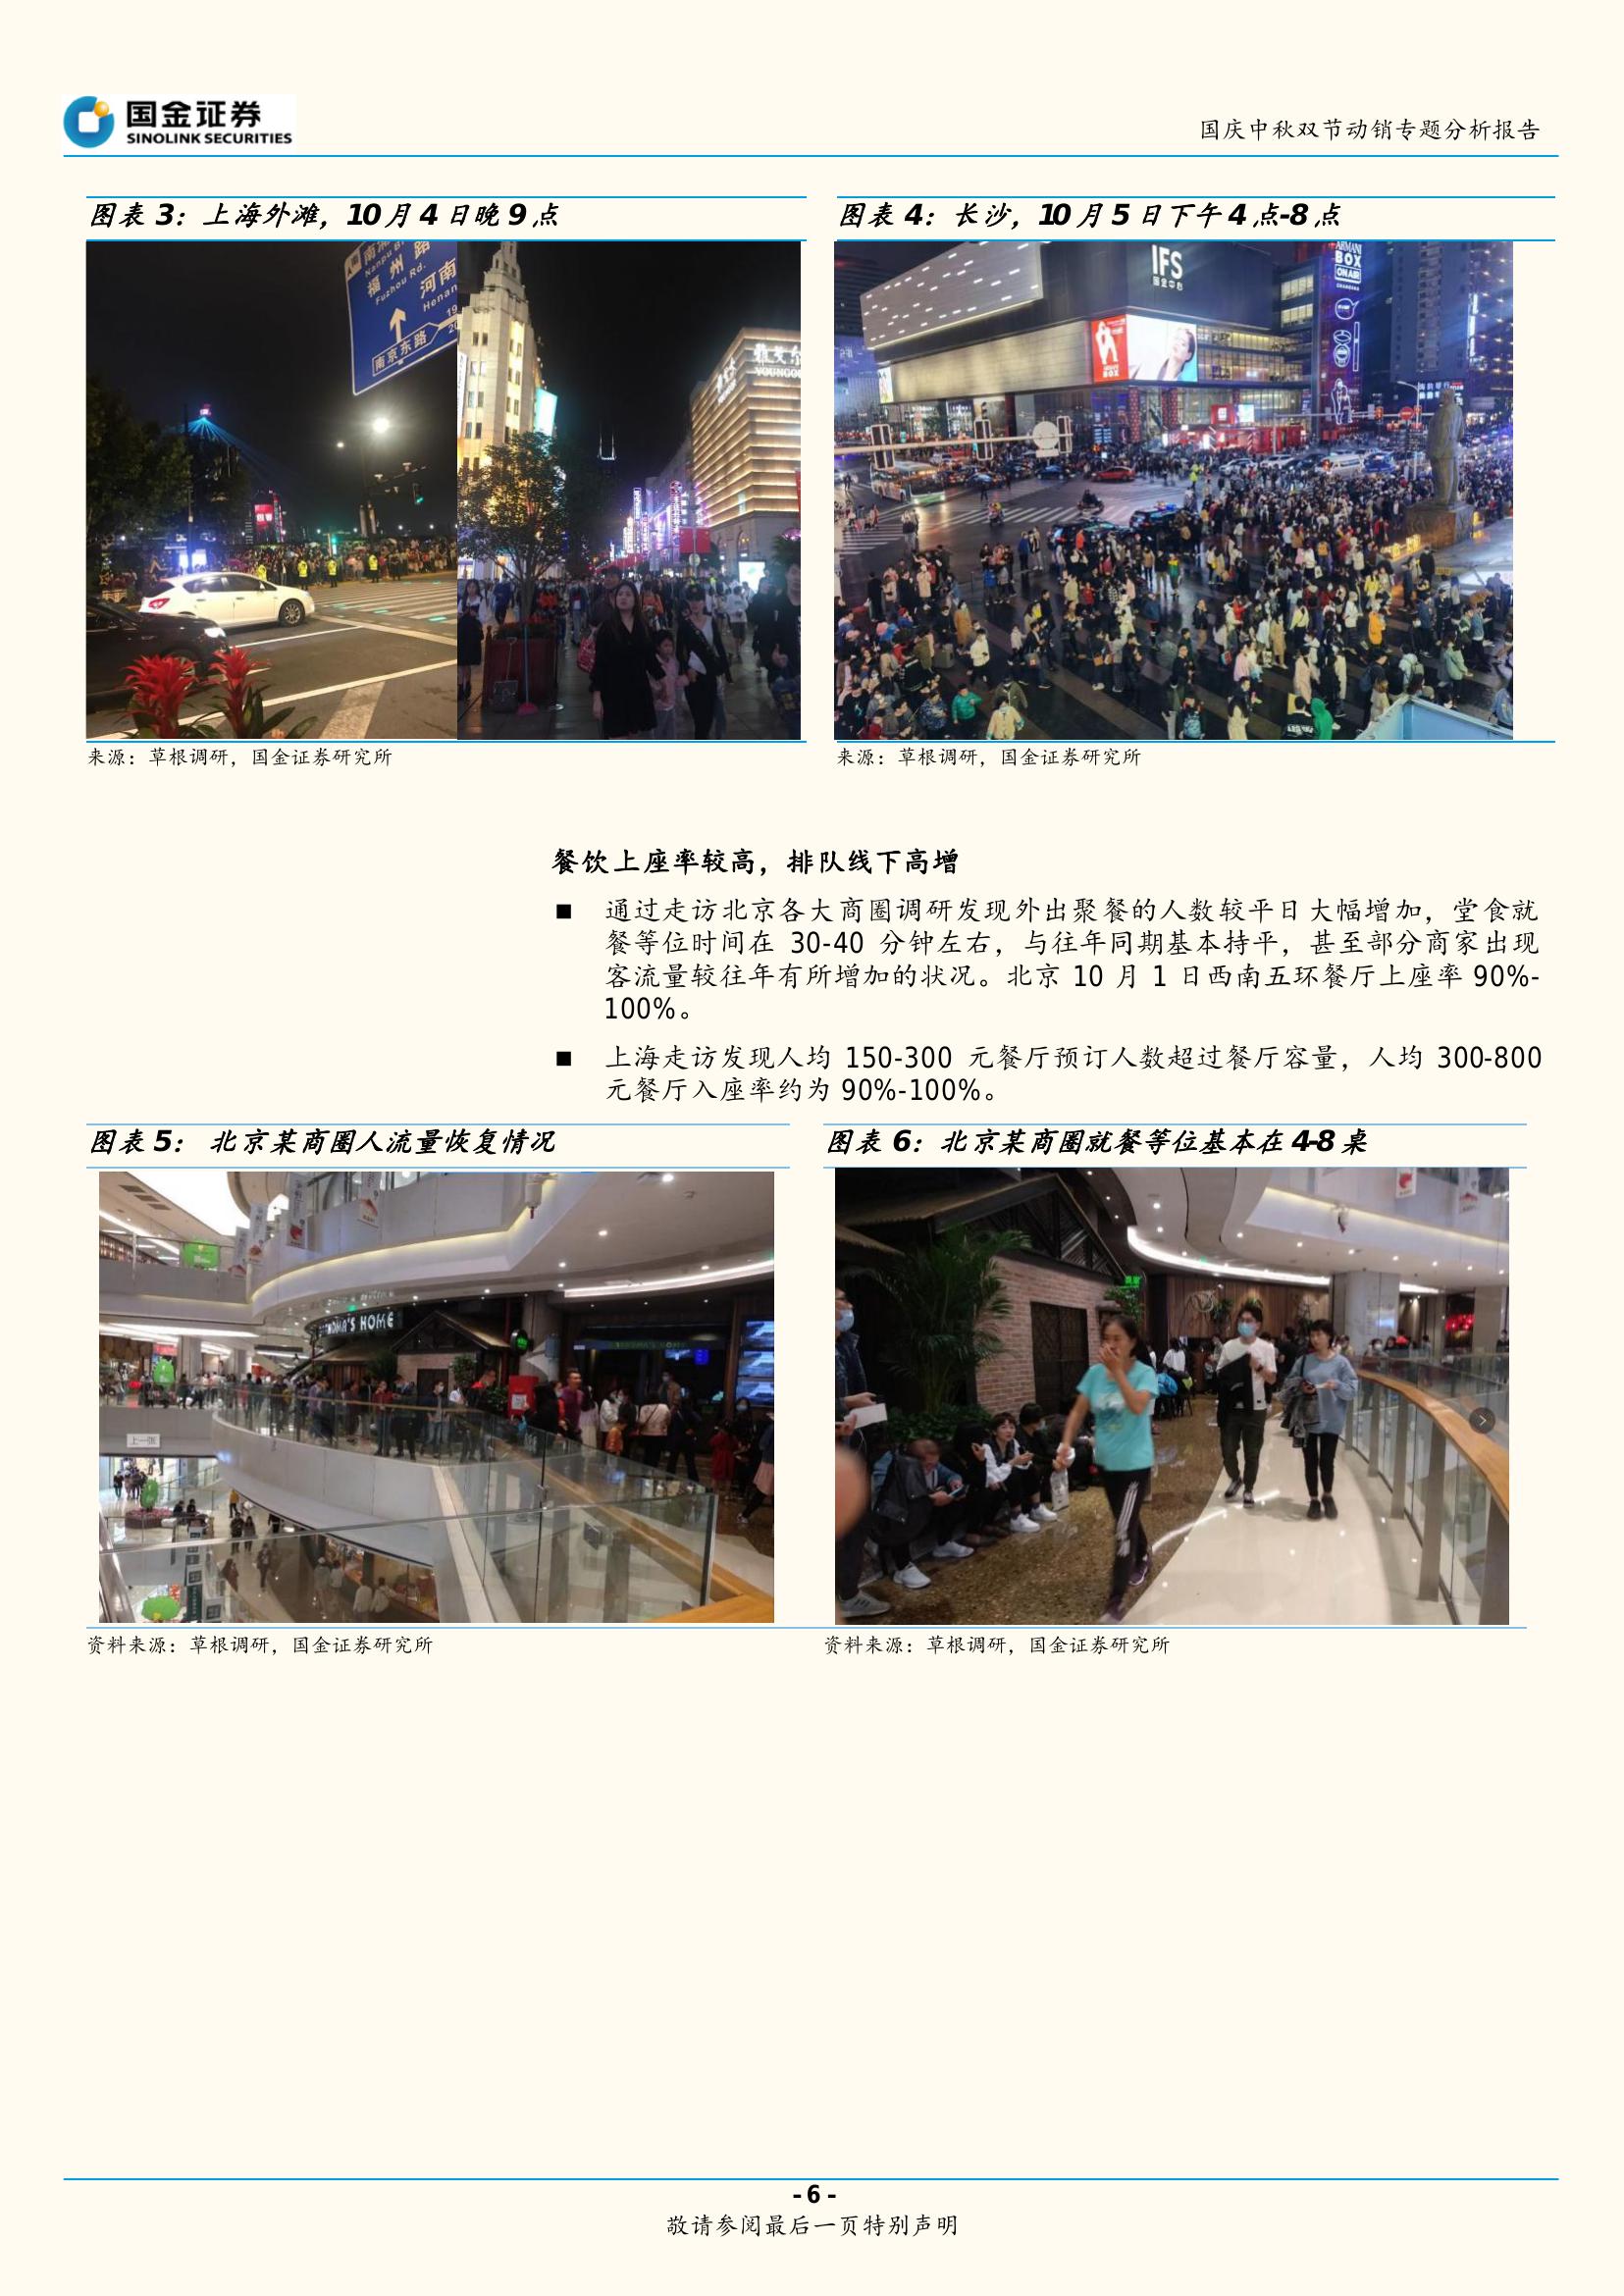 国金证券
SINOLINK SECURITIES
国庆中秋双节动销专题分析报告
图表 3：上海外滩，10 月 4 日晚 9 点
图表 4：长沙，10 月 5 日下午 4 点-8 点
Nanpu
福州路
Fuzhou Rd.
河南
Henan
南京东路
YOUNGOR
IFS
国金中心
ARMANI
BOX
ON AIR
来源：草根调研，国金证券研究所
来源：草根调研，国金证券研究所
餐饮上座率较高，排队线下高增
■ 通过走访北京各大商圈调研发现外出聚餐的人数较平日大幅增加，堂食就
餐等位时间在 30-40 分钟左右，与往年同期基本持平，甚至部分商家出现
客流量较往年有所增加的状况。北京 10 月 1 日西南五环餐厅上座率 90%-
100%。
■ 上海走访发现人均 150-300 元餐厅预订人数超过餐厅容量，人均 300-800
元餐厅入座率约为 90%-100%。
图表 5： 北京某商圈人流量恢复情况
图表 6：北京某商圈就餐等位基本在 4-8 桌
MA'S HOME
上一张
资料来源：草根调研，国金证券研究所
资料来源：草根调研，国金证券研究所
- 6 -
敬请参阅最后一页特别声明